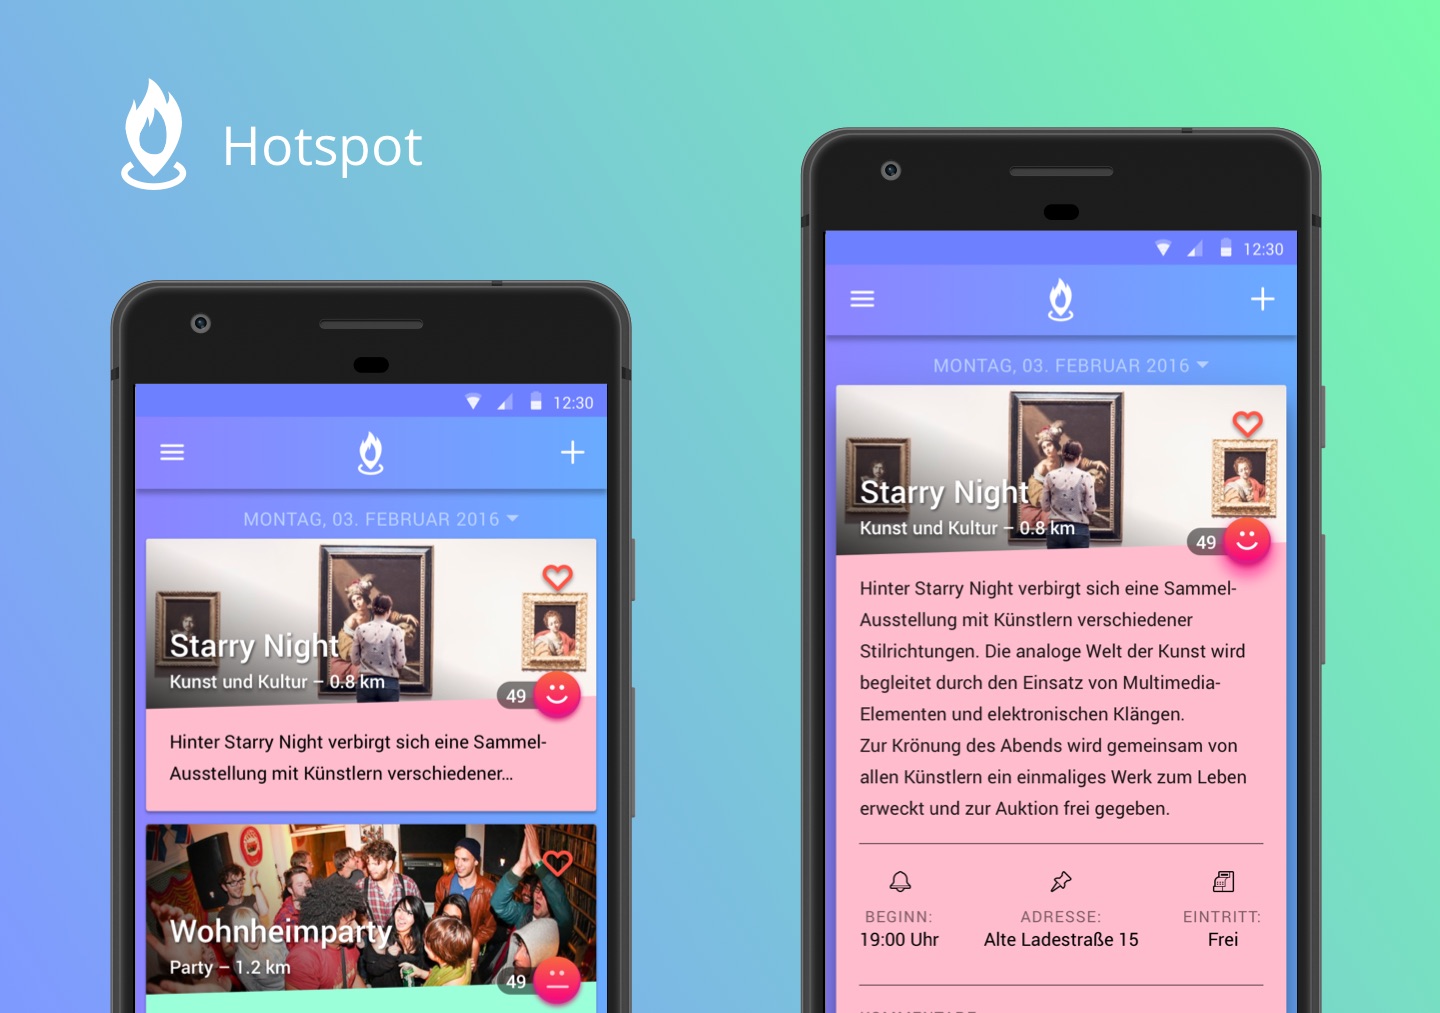 Hotspot
12:30
MONTAG, 03. FEBRUAR 2016
Starry Night
Kunst und Kultur – 0.8 km
49
Hinter Starry Night verbirgt sich eine Sammel-
Ausstellung mit Künstlern verschiedener...
Wohnheimparty
Party – 1.2 km
49
12:30
MONTAG, 03. FEBRUAR 2016
Starry Night
Kunst und Kultur – 0.8 km
49
Hinter Starry Night verbirgt sich eine Sammel-
Ausstellung mit Künstlern verschiedener
Stilrichtungen. Die analoge Welt der Kunst wird
begleitet durch den Einsatz von Multimedia-
Elementen und elektronischen Klängen.
Zur Krönung des Abends wird gemeinsam von
allen Künstlern ein einmaliges Werk zum Leben
erweckt und zur Auktion frei gegeben.
BEGINN: ADRESSE: EINTRITT:
19:00 Uhr Alte Ladestraße 15 Frei